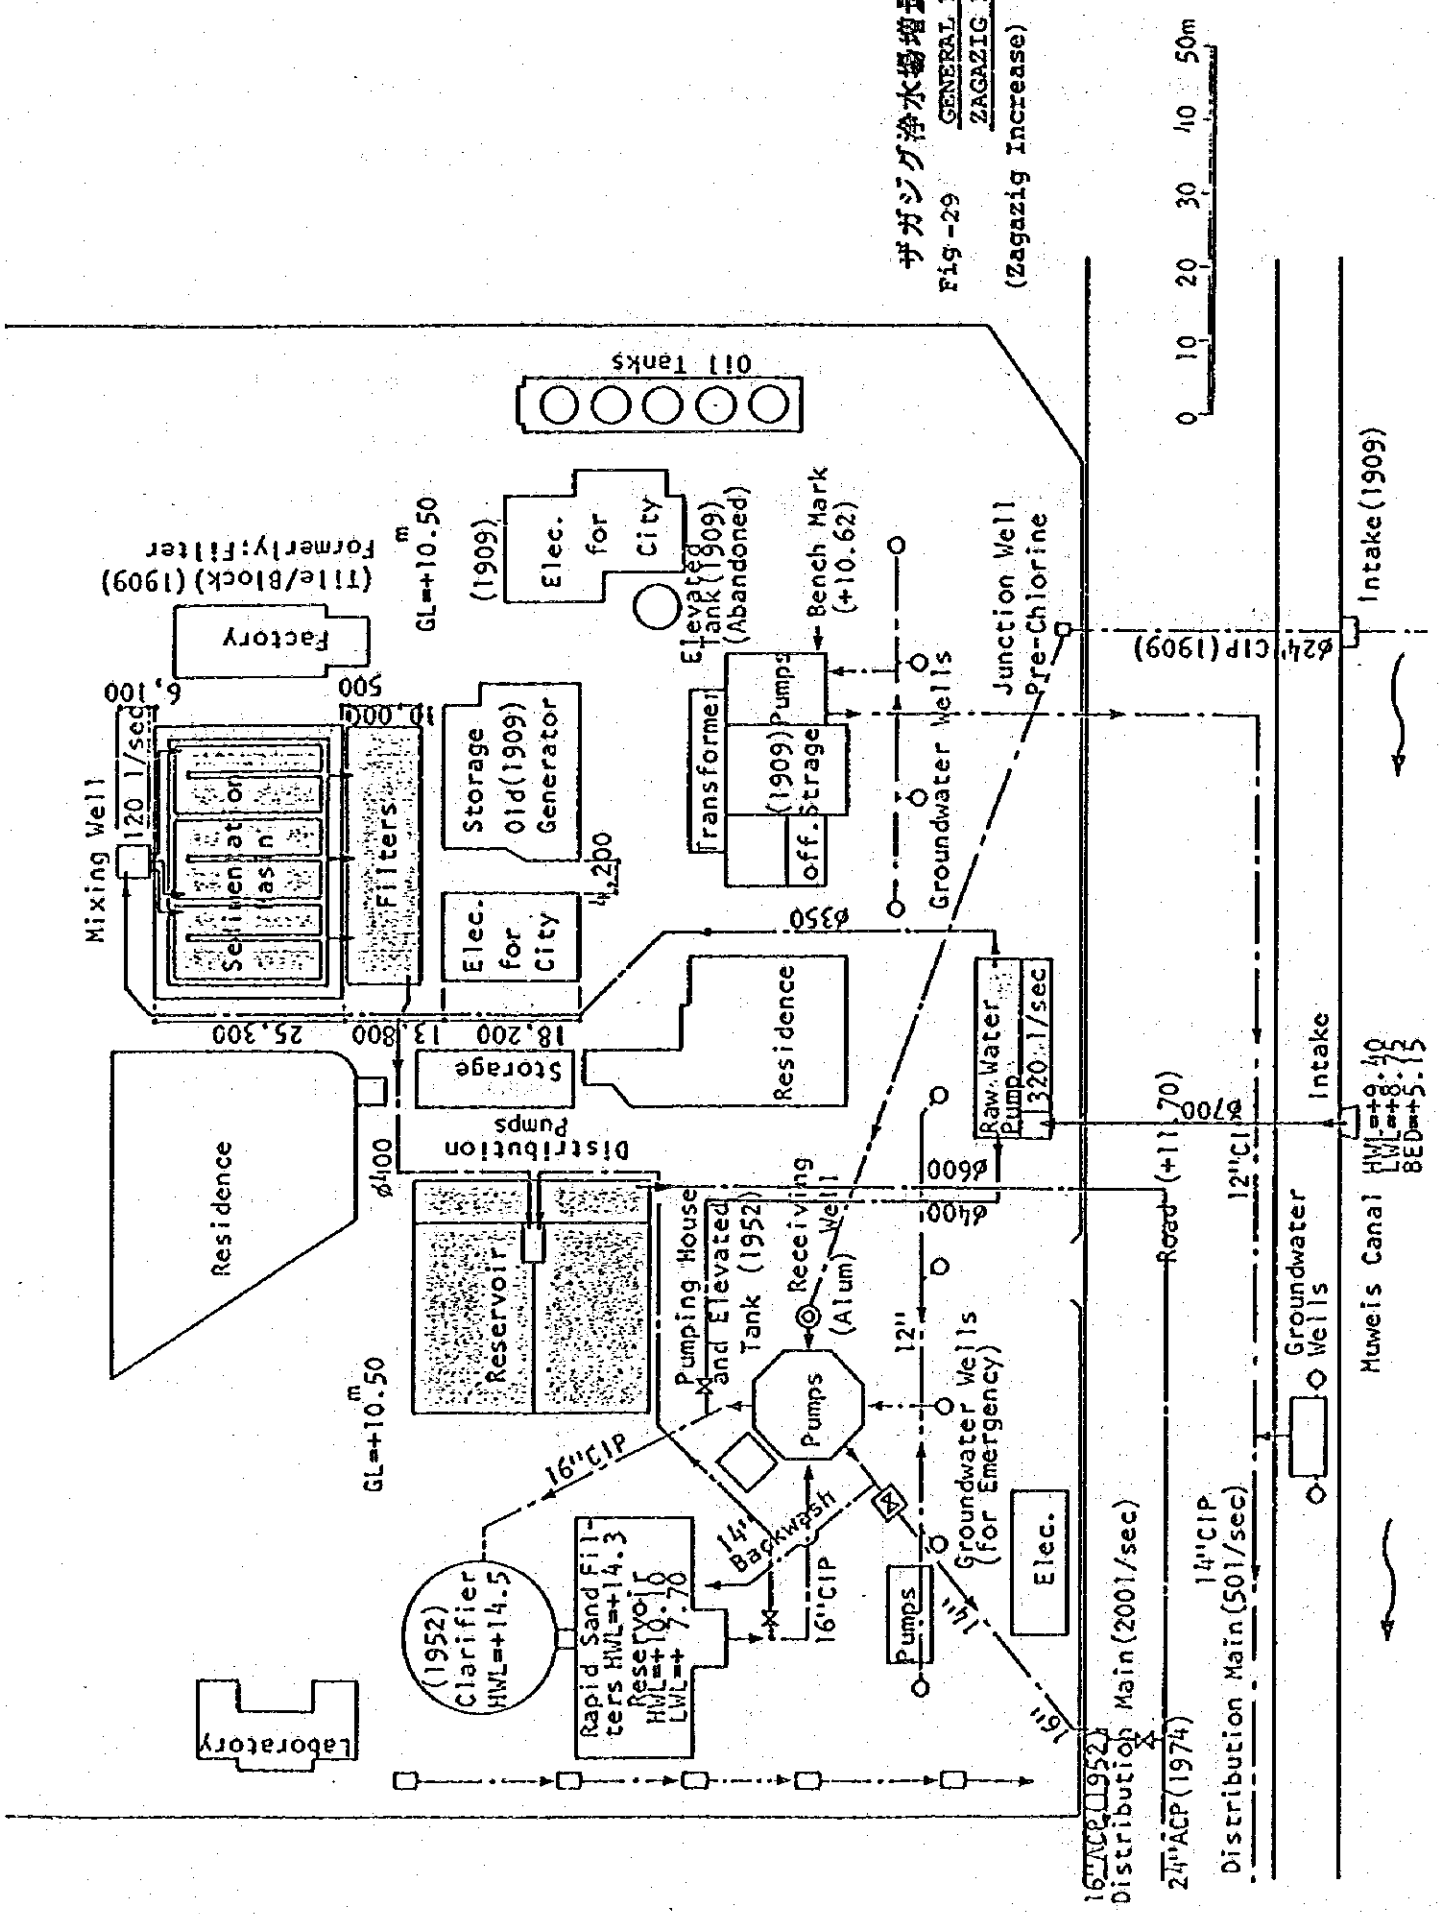 ザガジグ浄水場増
Fig-29 GENERAL
ZAGAZIG
(Zagazig Increase)
0 10 20 30 40 50m
Mixing Well
120 l/sec
6,100
Sedimentation
Basin
Filters
500
10,000
Factory
(Tile/Block) (1909)
Formerly:Filter
GL=+10.50m
(1909)
Elec.
for
City
Oil Tanks
Elevated
Tank(1909)
(Abandoned)
Bench Mark
(+10.62)
Storage
Old(1909)
Generator
Elec.
for
City
4,200
Transformer
(1909)Pumps
off.
Strage
Groundwater Wells
Junction Well
Pre-Chlorine
ø24" CIP (1909)
Intake(1909)
ø350
25,300
13,800
18,200
Storage
Residence
Residence
ø400
Distribution
Pumps
Reservoir
GL=+10.50m
Pumping House
and Elevated
Tank (1952)
Receiving
Well
(Alum)
Raw Water
Pump
320 l/sec
ø600
ø400
ø700
12"CIP
Road (+11.70)
Intake
HWL=+9.40
LWL=+8.72
BED=+5.15
Muweis Canal
Groundwater
Wells
12"
Groundwater Wells
(for Emergency)
Pumps
16"CIP
14"
Backwash
16"CIP
(1952)
Clarifier
HWL=+14.5
Rapid Sand Fil-
ters HWL=+14.3
Reservoir
HWL=+10.10
LWL=+ 7.70
Laboratory
Pumps
14"
16"
Elec.
16"ACP(1952)
Distribution Main(200l/sec)
24"ACP(1974)
14"CIP
Distribution Main(50l/sec)